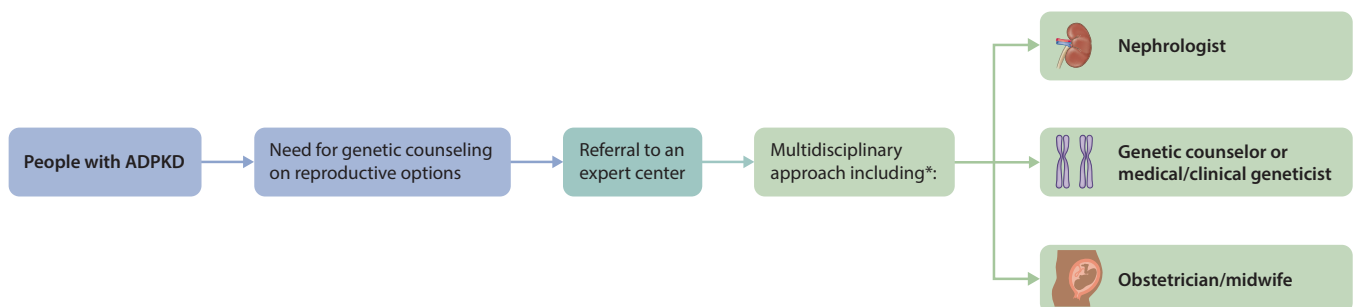 People with ADPKD
Need for genetic counseling
on reproductive options
Referral to an
expert center
Multidisciplinary
approach including*:
Nephrologist
Genetic counselor or
medical/clinical geneticist
Obstetrician/midwife